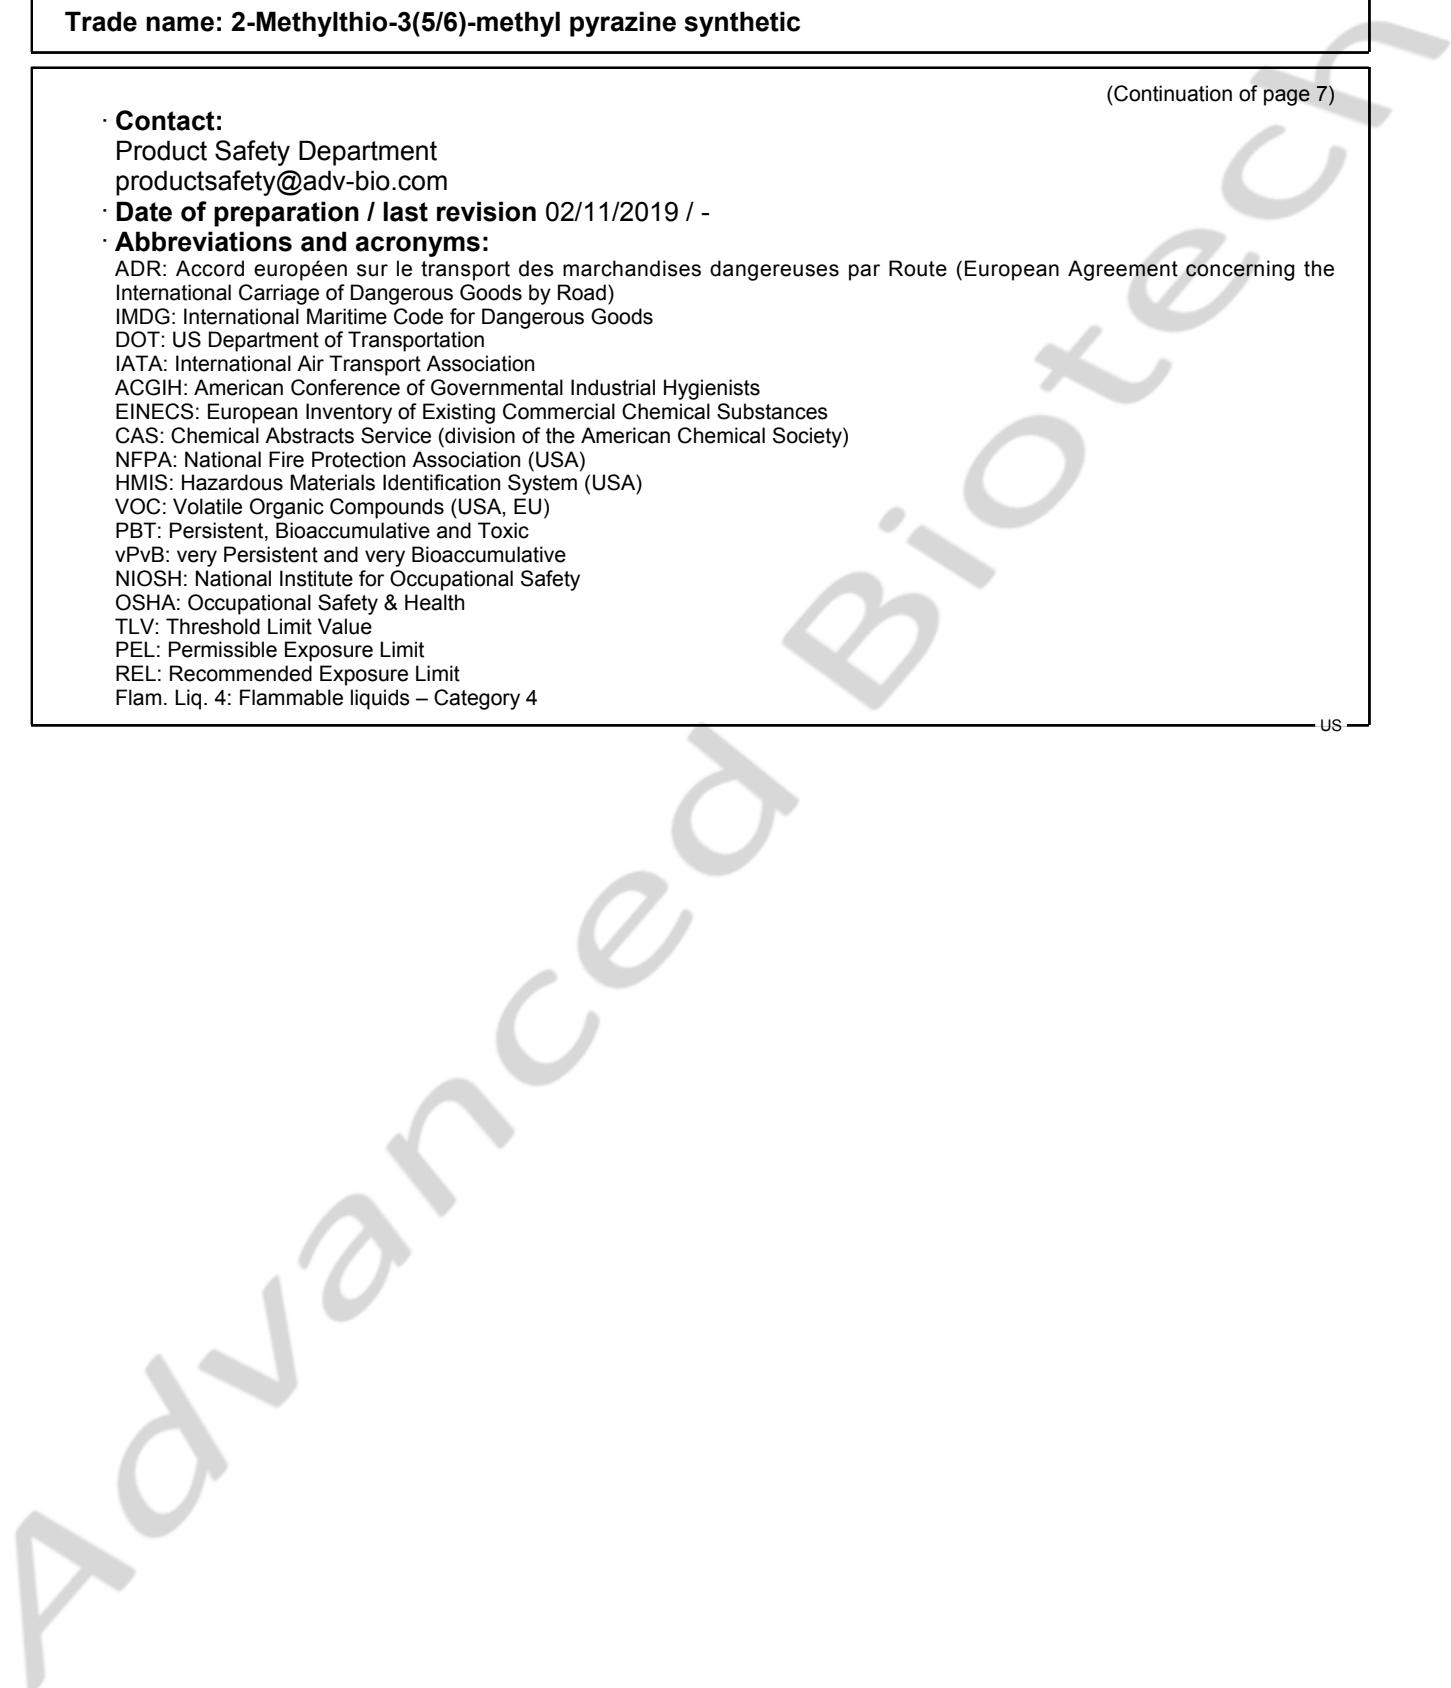 Trade name: 2-Methylthio-3(5/6)-methyl pyrazine synthetic
(Continuation of page 7)
· Contact:
Product Safety Department
productsafety@adv-bio.com
· Date of preparation / last revision 02/11/2019 / -
· Abbreviations and acronyms:
ADR: Accord européen sur le transport des marchandises dangereuses par Route (European Agreement concerning the
International Carriage of Dangerous Goods by Road)
IMDG: International Maritime Code for Dangerous Goods
DOT: US Department of Transportation
IATA: International Air Transport Association
ACGIH: American Conference of Governmental Industrial Hygienists
EINECS: European Inventory of Existing Commercial Chemical Substances
CAS: Chemical Abstracts Service (division of the American Chemical Society)
NFPA: National Fire Protection Association (USA)
HMIS: Hazardous Materials Identification System (USA)
VOC: Volatile Organic Compounds (USA, EU)
PBT: Persistent, Bioaccumulative and Toxic
vPvB: very Persistent and very Bioaccumulative
NIOSH: National Institute for Occupational Safety
OSHA: Occupational Safety & Health
TLV: Threshold Limit Value
PEL: Permissible Exposure Limit
REL: Recommended Exposure Limit
Flam. Liq. 4: Flammable liquids – Category 4
US
Advanced Biotech